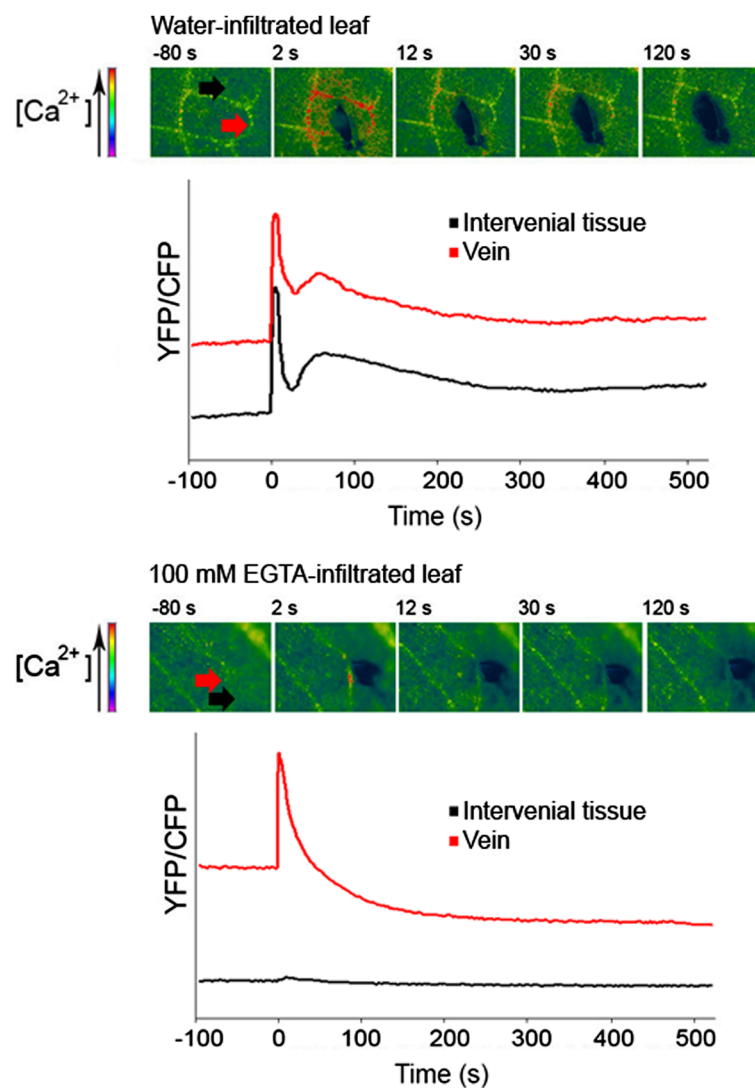 Water-infiltrated leaf
-80 s 2 s 12 s 30 s 120 s
[Ca²⁺]
YFP/CFP
Intervenial tissue
Vein
-100 0 100 200 300 400 500
Time (s)
100 mM EGTA-infiltrated leaf
-80 s 2 s 12 s 30 s 120 s
[Ca²⁺]
YFP/CFP
Intervenial tissue
Vein
-100 0 100 200 300 400 500
Time (s)